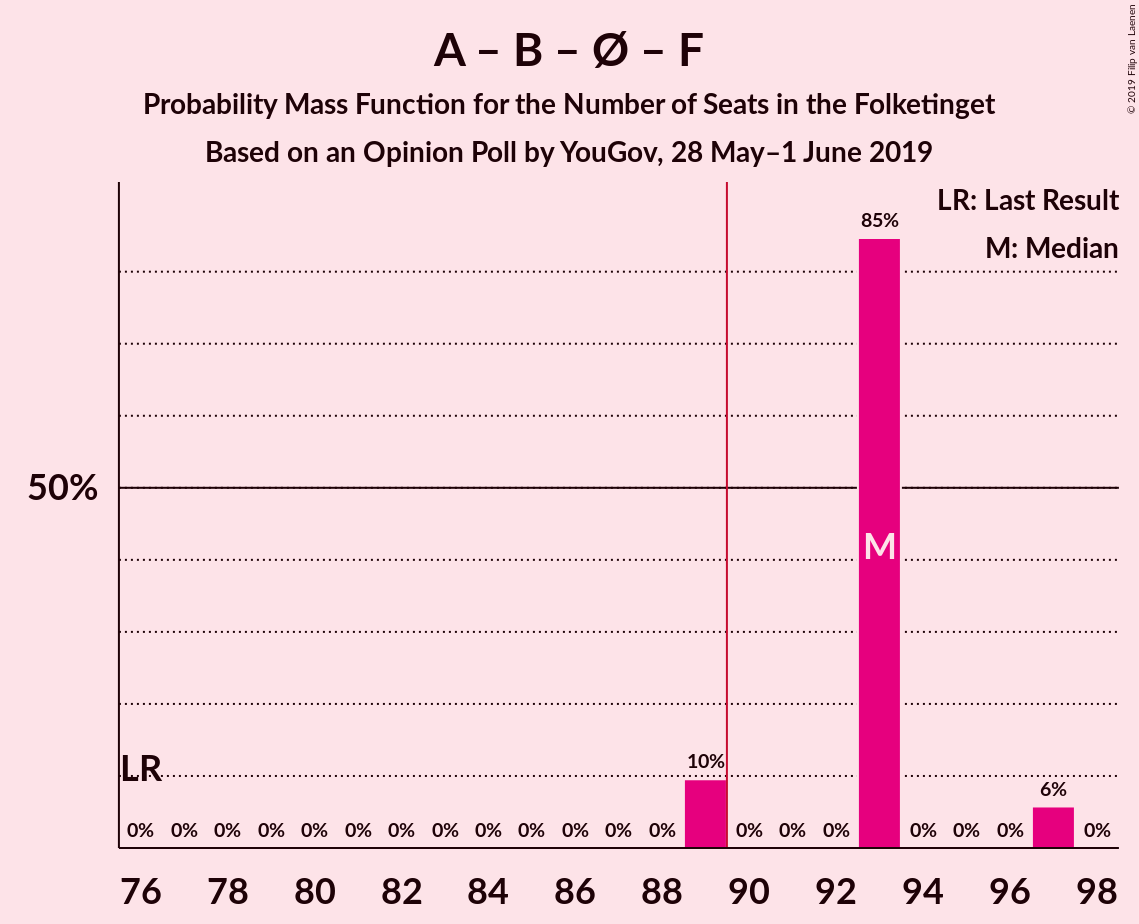 A – B – Ø – F
Probability Mass Function for the Number of Seats in the Folketinget
Based on an Opinion Poll by YouGov, 28 May–1 June 2019
© 2019 Filip van Laenen
LR: Last Result
M: Median
85%
50%
M
LR
10%
6%
0% 0% 0% 0% 0% 0% 0% 0% 0% 0% 0% 0% 0% 0% 0% 0% 0% 0% 0% 0%
76 78 80 82 84 86 88 90 92 94 96 98